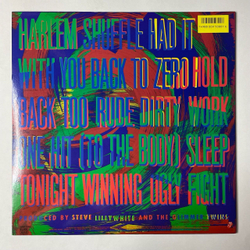 HARLEM SHUFFLE HAD IT
WITH YOU BACK TO ZERO HOLD
BACK TOO RUDE DIRTY WORK
ONE HIT (TO THE BODY) SLEEP
TONIGHT WINNING UGLY FIGHT
PRODUCED BY STEVE LILLYWHITE AND THE GLIMMER TWINS